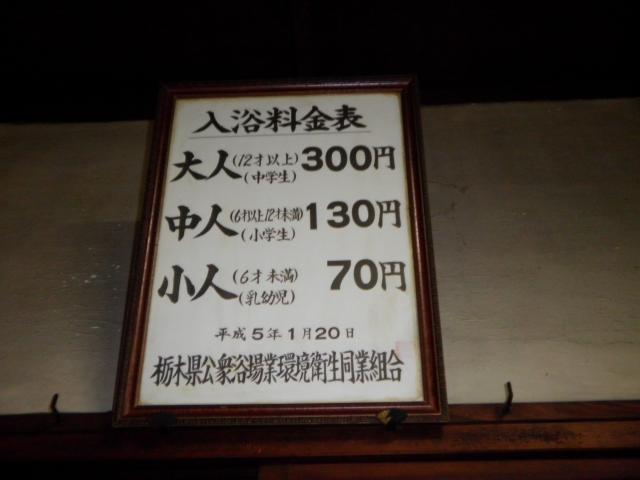 入浴料金表
大人(12才以上)(中学生)300円
中人(6才以上12才未満)(小学生)130円
小人(6才未満)(乳幼児)70円
平成5年1月20日
栃木県公衆浴場業環境衛生同業組合